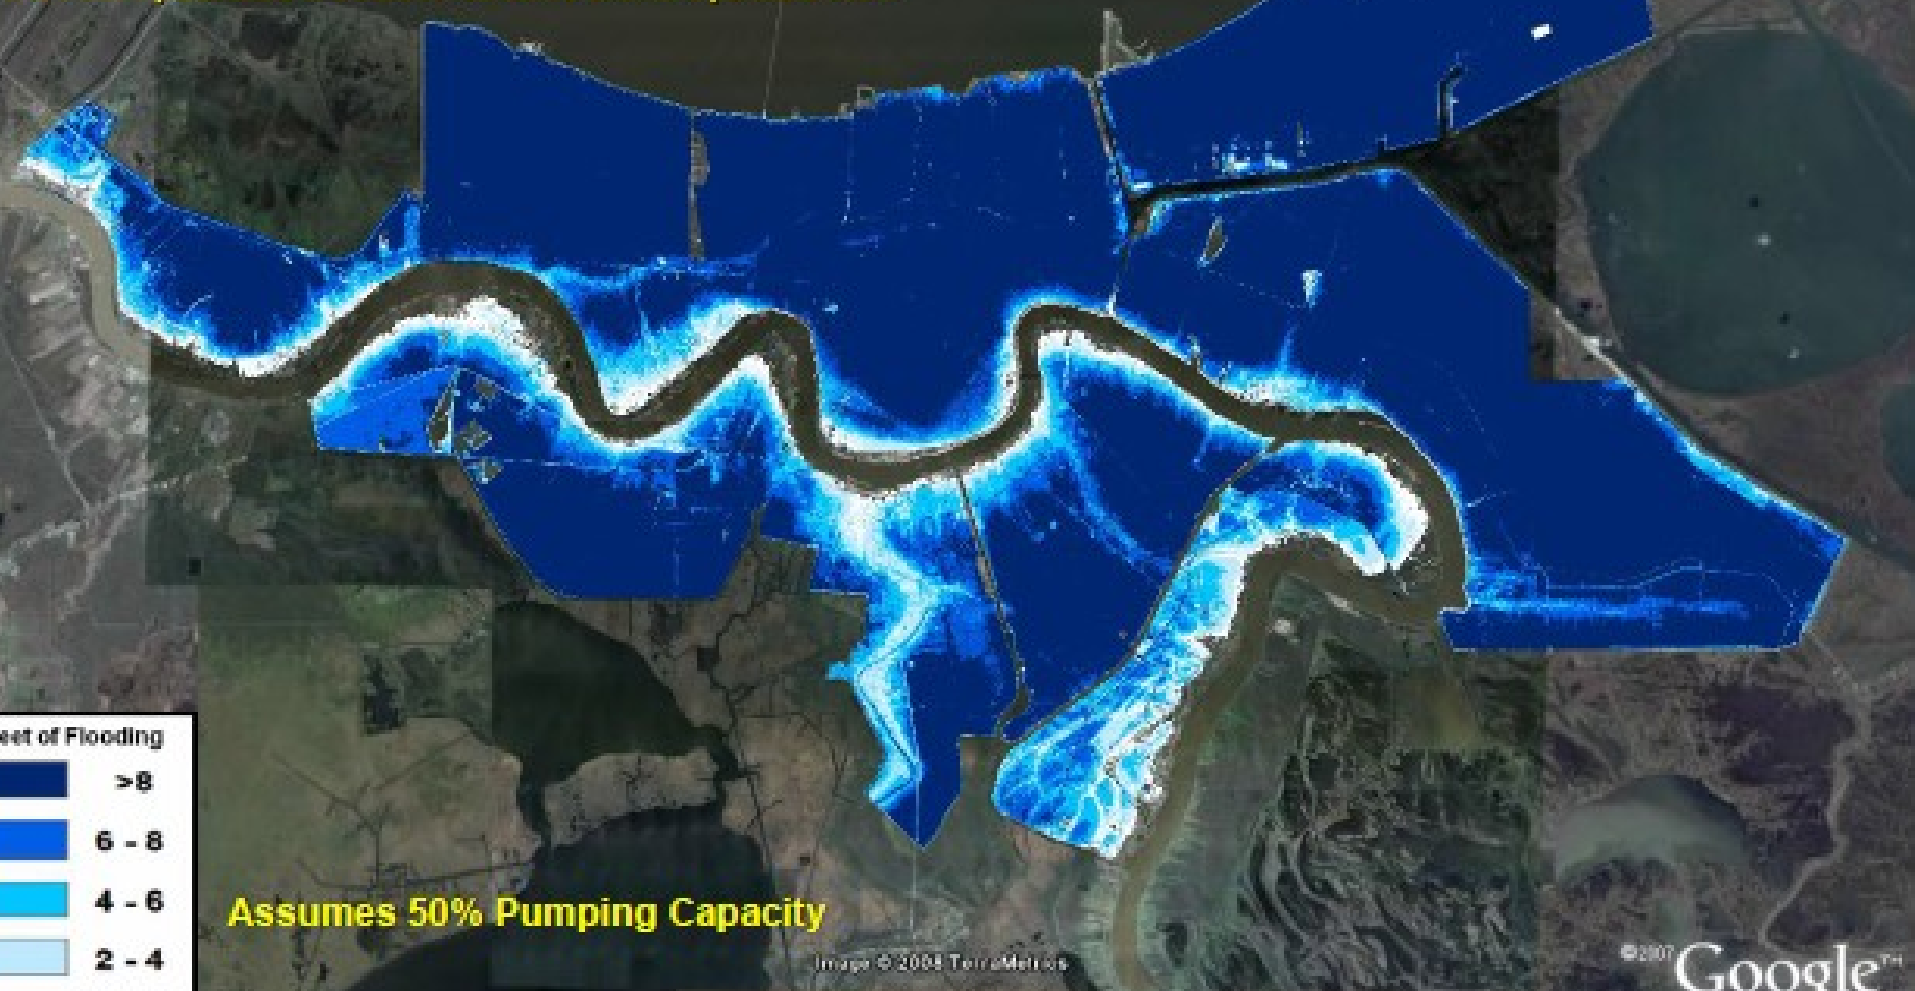 eet of Flooding
>8
6 - 8
4 - 6
2 - 4
Assumes 50% Pumping Capacity
Image © 2008 TerraMetrics
©2007 Google™